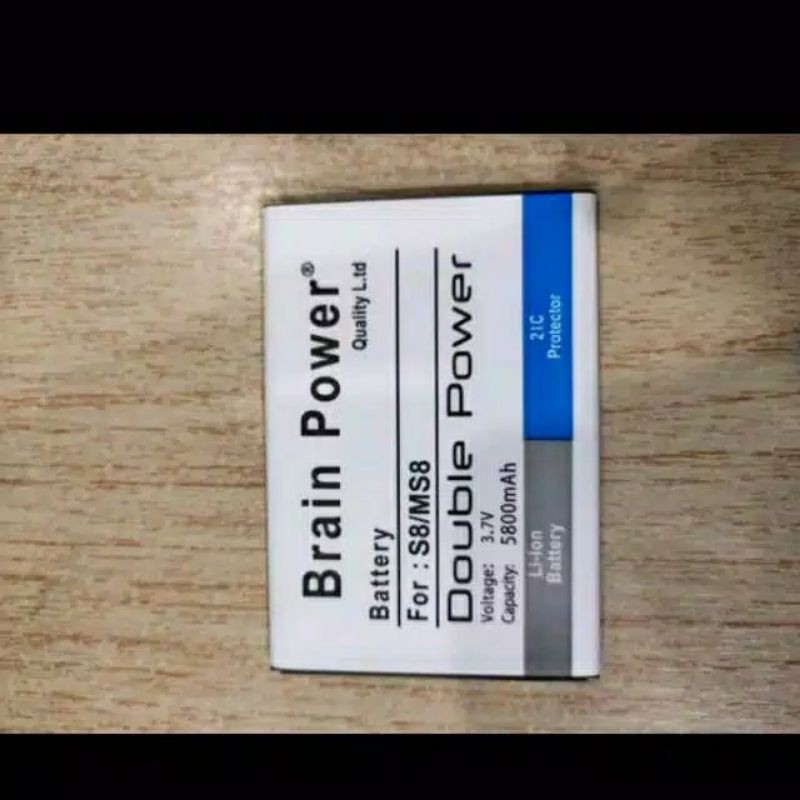 Brain Power®
Quality L.td
Battery
For : S8/MS8
Double Power
Voltage: 3.7V
Capacity: 5800mAh
Li-ion
Battery
2IC
Protector